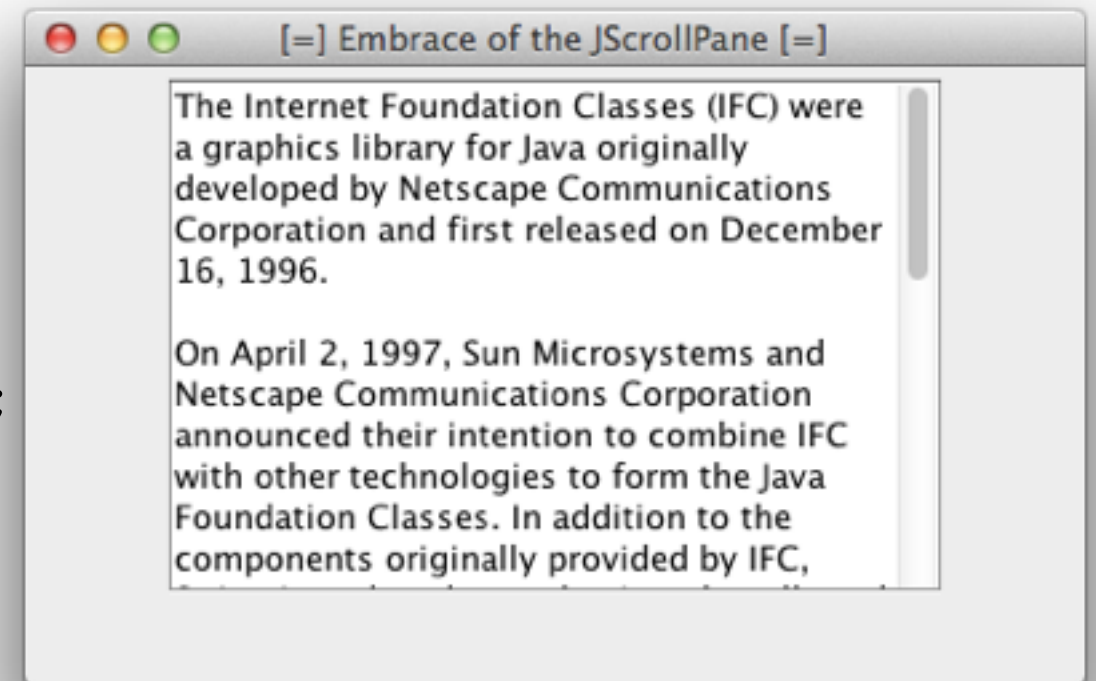 [=] Embrace of the JScrollPane [=]
The Internet Foundation Classes (IFC) were
a graphics library for Java originally
developed by Netscape Communications
Corporation and first released on December
16, 1996.
On April 2, 1997, Sun Microsystems and
Netscape Communications Corporation
announced their intention to combine IFC
with other technologies to form the Java
Foundation Classes. In addition to the
components originally provided by IFC,
;